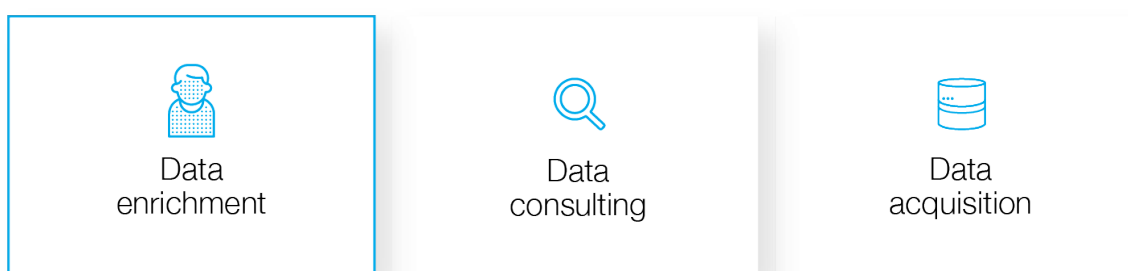 Data
enrichment
Data
consulting
Data
acquisition